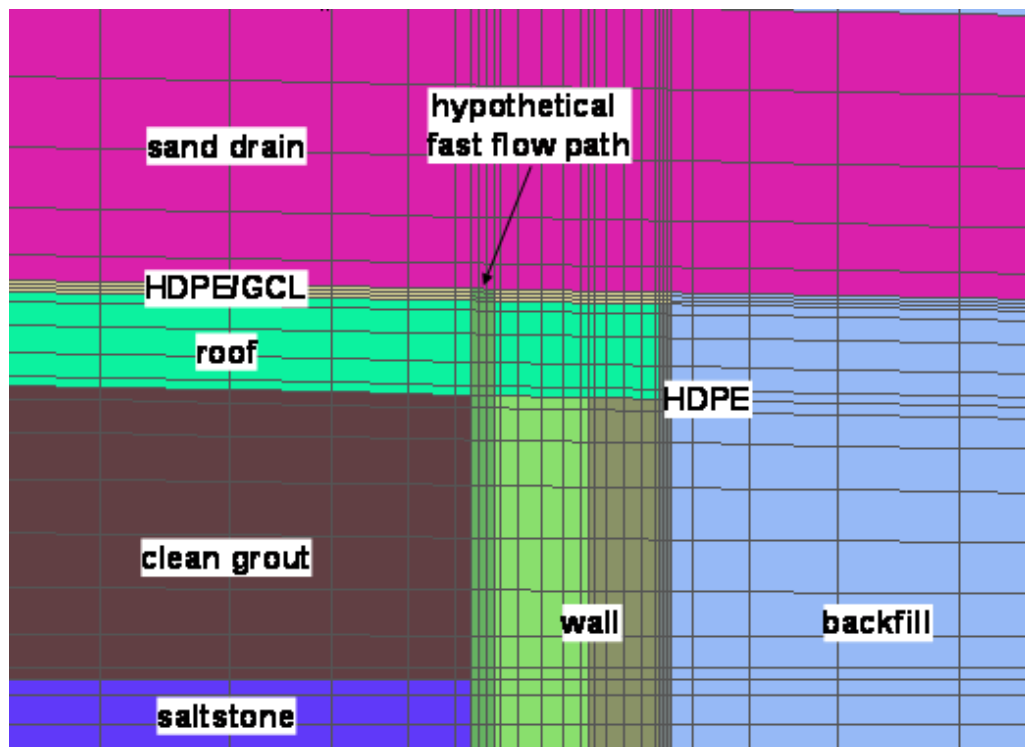 hypothetical
fast flow path
sand drain
HDPE/GCL
roof
HDPE
clean grout
wall
backfill
saltstone